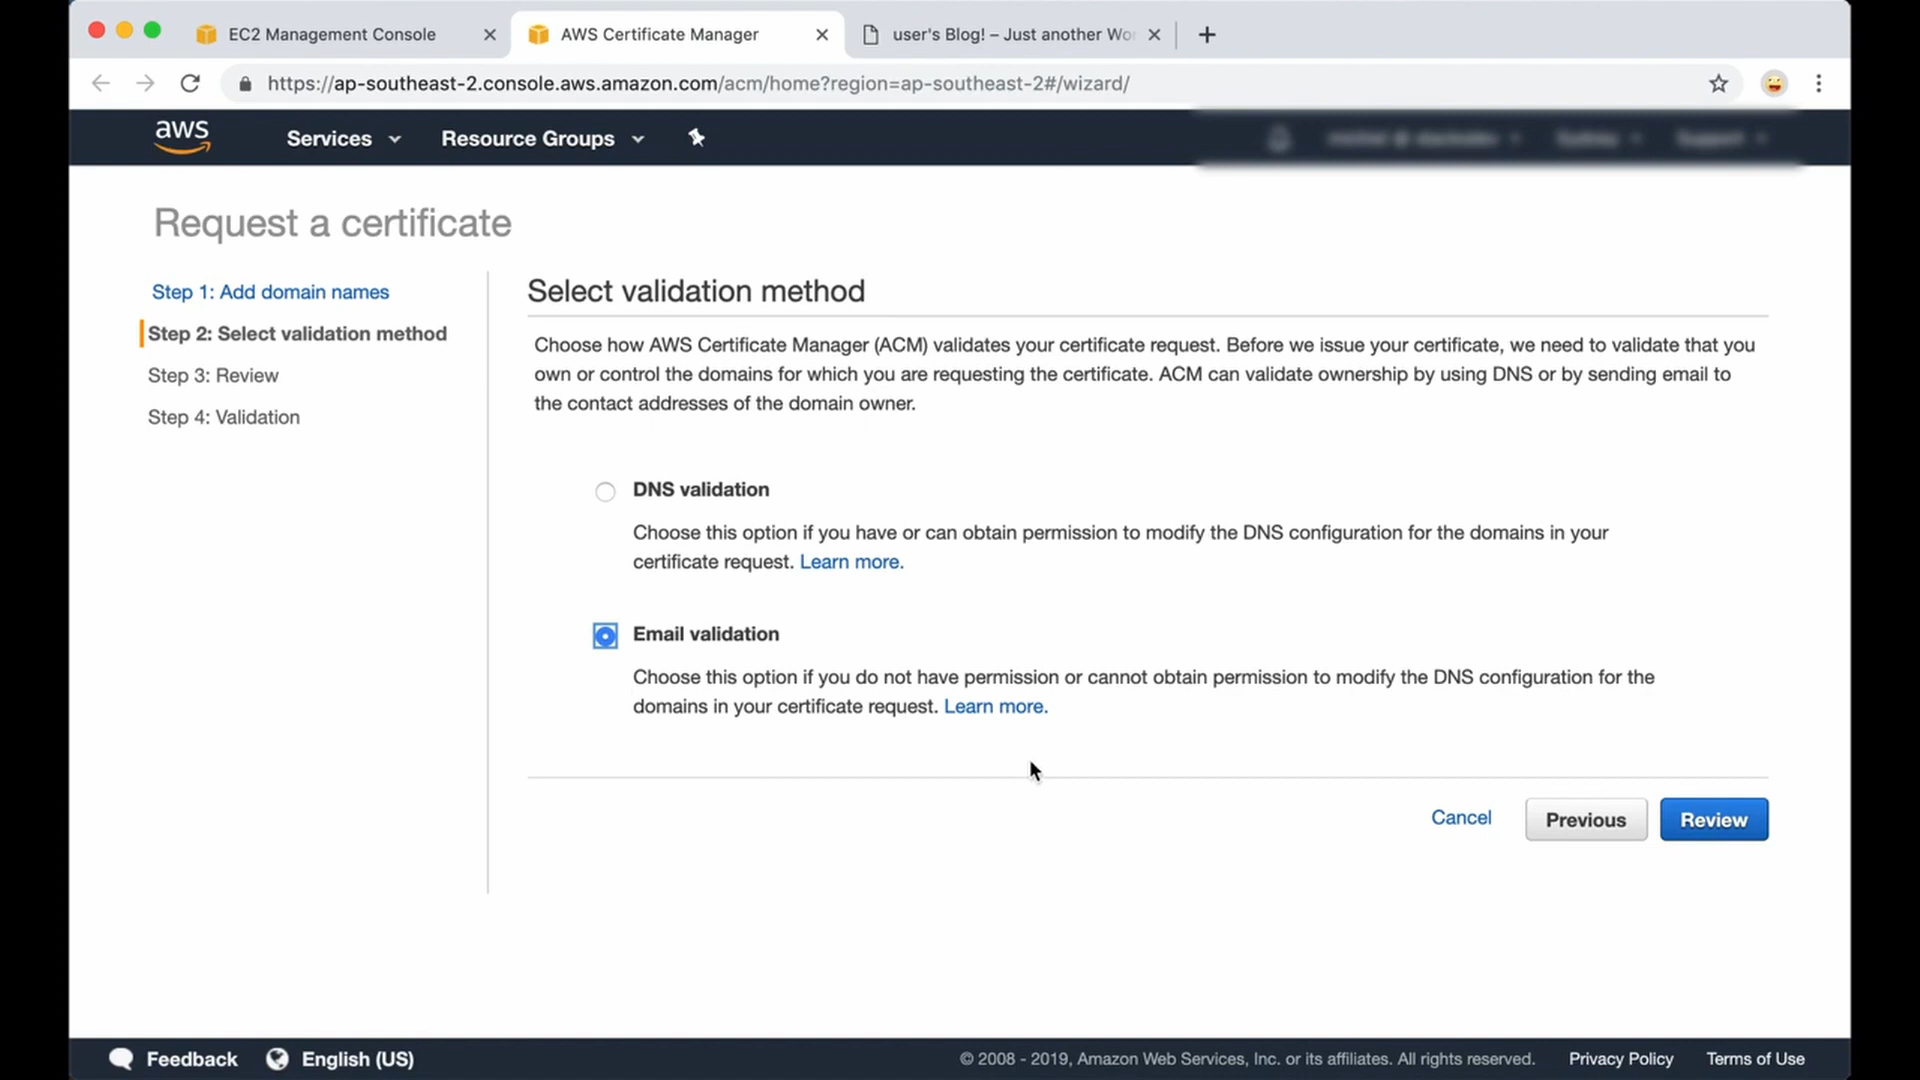 EC2 Management Console
AWS Certificate Manager
user's Blog! – Just another Wo
https://ap-southeast-2.console.aws.amazon.com/acm/home?region=ap-southeast-2#/wizard/
aws
Services
Resource Groups
Request a certificate
Step 1: Add domain names
Step 2: Select validation method
Step 3: Review
Step 4: Validation
Select validation method
Choose how AWS Certificate Manager (ACM) validates your certificate request. Before we issue your certificate, we need to validate that you
own or control the domains for which you are requesting the certificate. ACM can validate ownership by using DNS or by sending email to
the contact addresses of the domain owner.
DNS validation
Choose this option if you have or can obtain permission to modify the DNS configuration for the domains in your
certificate request. Learn more.
Email validation
Choose this option if you do not have permission or cannot obtain permission to modify the DNS configuration for the
domains in your certificate request. Learn more.
Cancel
Previous
Review
Feedback
English (US)
© 2008 - 2019, Amazon Web Services, Inc. or its affiliates. All rights reserved.
Privacy Policy
Terms of Use